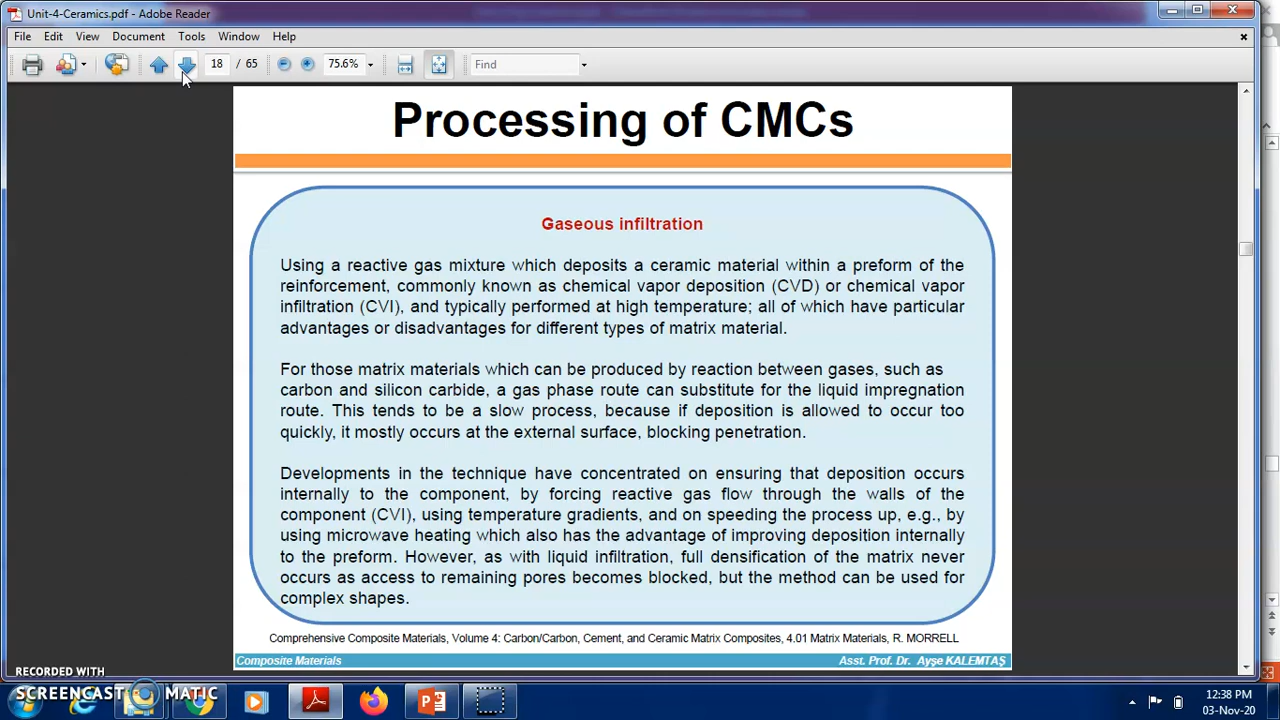 Unit-4-Ceramics.pdf - Adobe Reader
File Edit View Document Tools Window Help
18 / 65 75.6% Find
Processing of CMCs
Gaseous infiltration
Using a reactive gas mixture which deposits a ceramic material within a preform of the
reinforcement, commonly known as chemical vapor deposition (CVD) or chemical vapor
infiltration (CVI), and typically performed at high temperature; all of which have particular
advantages or disadvantages for different types of matrix material.
For those matrix materials which can be produced by reaction between gases, such as
carbon and silicon carbide, a gas phase route can substitute for the liquid impregnation
route. This tends to be a slow process, because if deposition is allowed to occur too
quickly, it mostly occurs at the external surface, blocking penetration.
Developments in the technique have concentrated on ensuring that deposition occurs
internally to the component, by forcing reactive gas flow through the walls of the
component (CVI), using temperature gradients, and on speeding the process up, e.g., by
using microwave heating which also has the advantage of improving deposition internally
to the preform. However, as with liquid infiltration, full densification of the matrix never
occurs as access to remaining pores becomes blocked, but the method can be used for
complex shapes.
Comprehensive Composite Materials, Volume 4: Carbon/Carbon, Cement, and Ceramic Matrix Composites, 4.01 Matrix Materials, R. MORRELL
Composite Materials Asst. Prof. Dr. Ayşe KALEMTAŞ
RECORDED WITH
SCREENCAST MATIC
12:38 PM
03-Nov-20